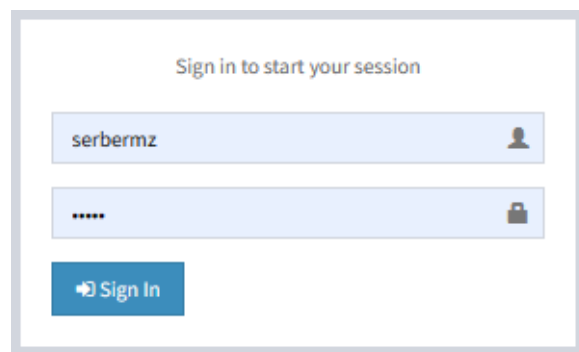 Sign in to start your session
serbermz
•••••
Sign In